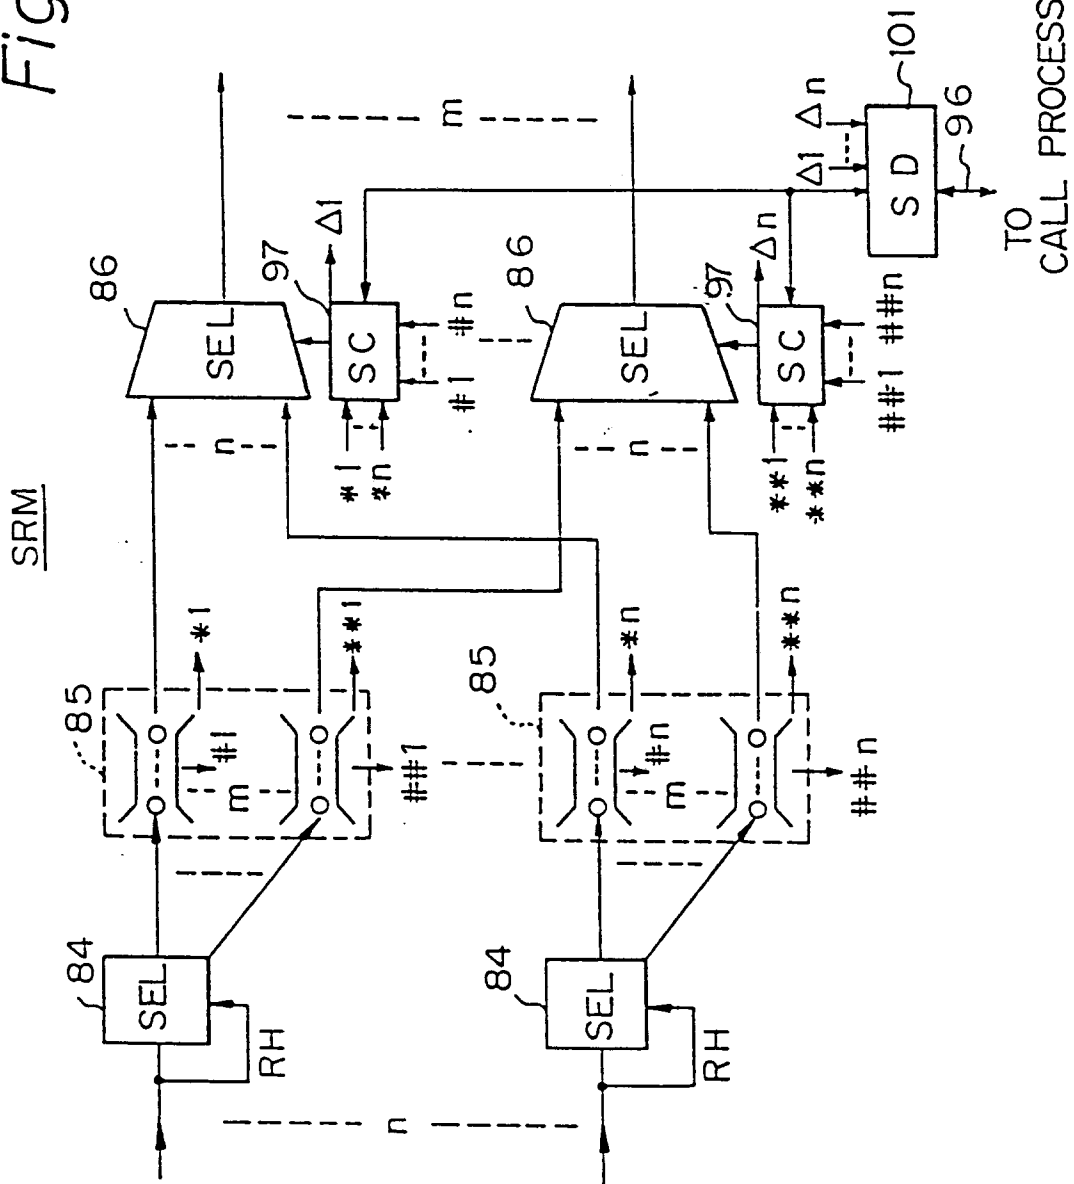 Fig
SRM
86
SEL
97
Δ1
SC
*1
*n
#1
#n
n
m
86
SEL
97
Δn
SC
**1
**n
##1
##n
n
Δ1
Δn
SD
101
96
TO
CALL PROCESS
85
*1
#1
m
**1
##1
85
*n
#n
m
**n
##n
84
SEL
RH
84
SEL
RH
n